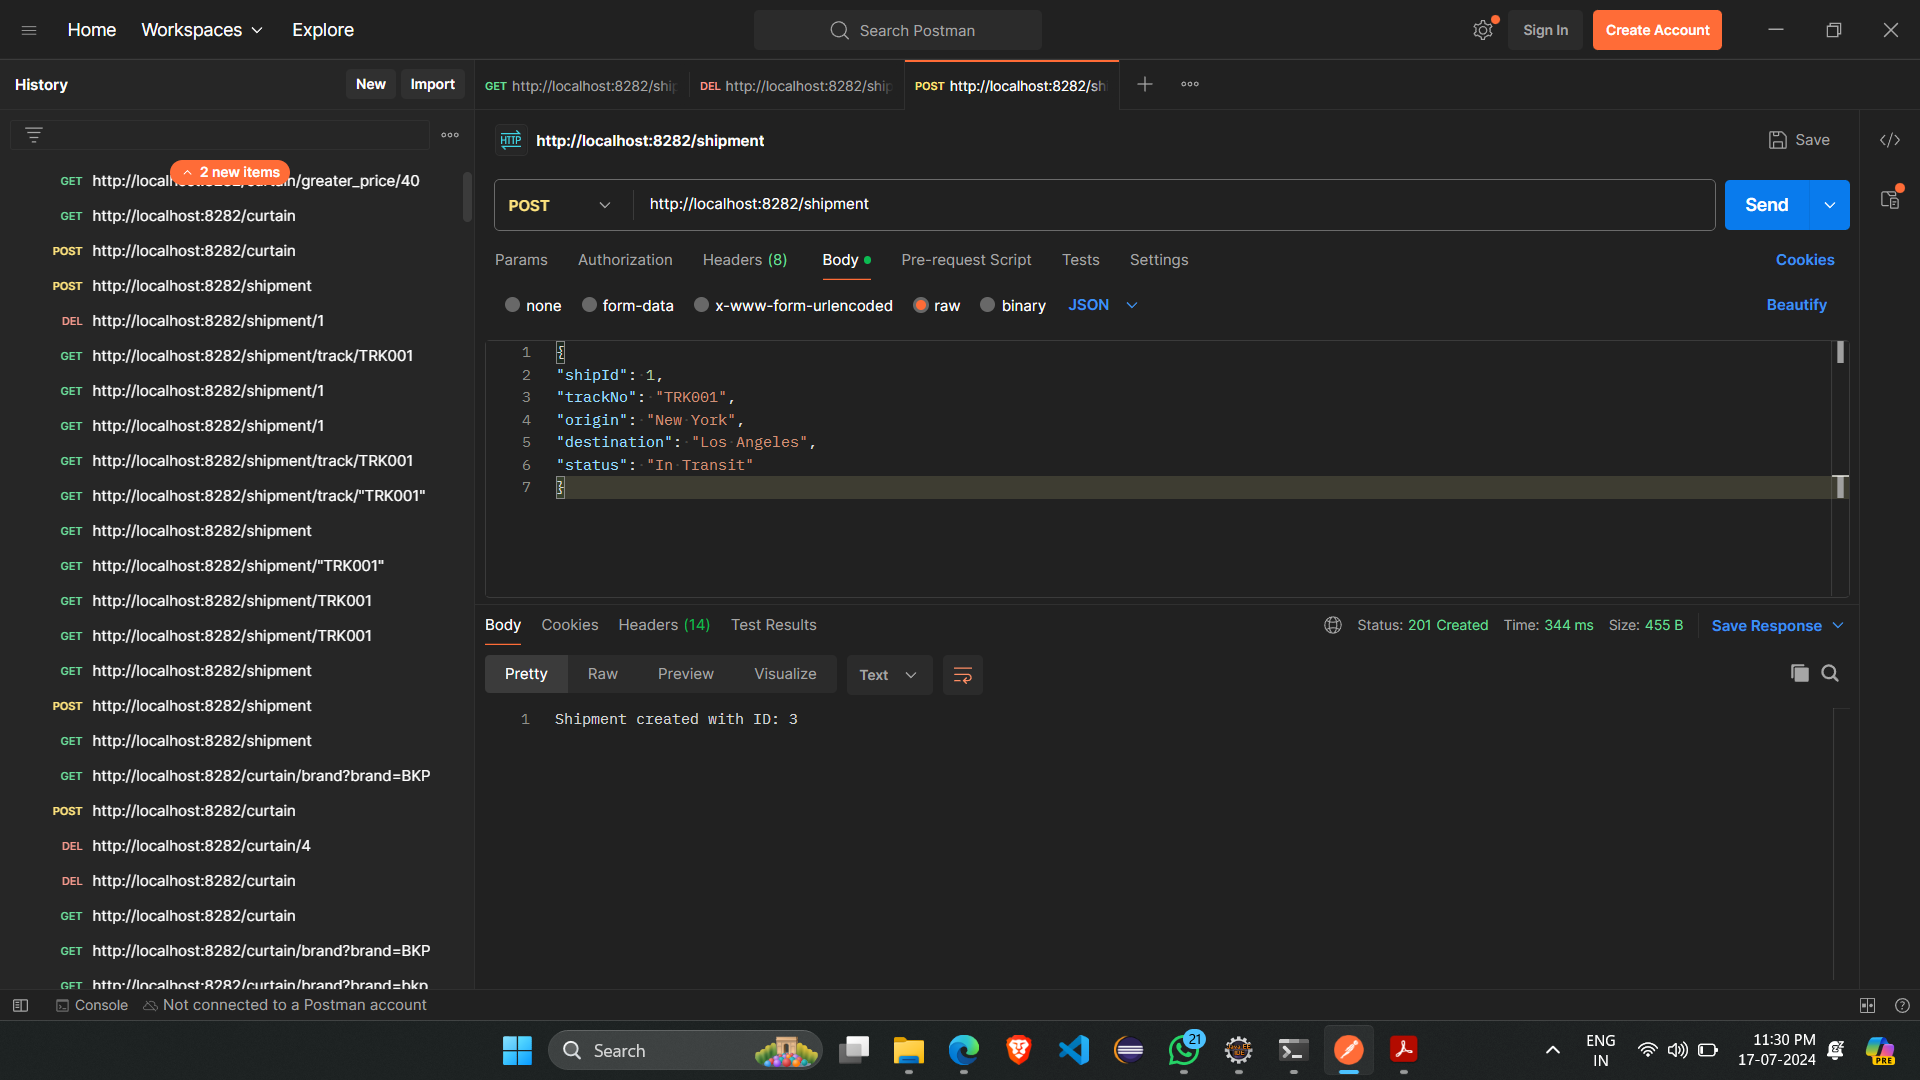 Home
Workspaces
Explore
Search Postman
Sign In
Create Account
History
New
Import
GET http://localhost:8282/ship
DEL http://localhost:8282/ship
POST http://localhost:8282/sh
2 new items
GET http://localh /curtain/greater_price/40
GET http://localhost:8282/curtain
POST http://localhost:8282/curtain
POST http://localhost:8282/shipment
DEL http://localhost:8282/shipment/1
GET http://localhost:8282/shipment/track/TRK001
GET http://localhost:8282/shipment/1
GET http://localhost:8282/shipment/1
GET http://localhost:8282/shipment/track/TRK001
GET http://localhost:8282/shipment/track/"TRK001"
GET http://localhost:8282/shipment
GET http://localhost:8282/shipment/"TRK001"
GET http://localhost:8282/shipment/TRK001
GET http://localhost:8282/shipment/TRK001
GET http://localhost:8282/shipment
POST http://localhost:8282/shipment
GET http://localhost:8282/shipment
GET http://localhost:8282/curtain/brand?brand=BKP
POST http://localhost:8282/curtain
DEL http://localhost:8282/curtain/4
DEL http://localhost:8282/curtain
GET http://localhost:8282/curtain
GET http://localhost:8282/curtain/brand?brand=BKP
GET http://localhost:8282/curtain/brand?brand=bkp
HTTP http://localhost:8282/shipment
Save
POST http://localhost:8282/shipment
Send
Params Authorization Headers (8) Body Pre-request Script Tests Settings
Cookies
none form-data x-www-form-urlencoded raw binary JSON
Beautify
1 {
2 "shipId": 1,
3 "trackNo": "TRK001",
4 "origin": "New York",
5 "destination": "Los Angeles",
6 "status": "In Transit"
7 }
Body Cookies Headers (14) Test Results
Status: 201 Created Time: 344 ms Size: 455 B
Save Response
Pretty Raw Preview Visualize Text
1 Shipment created with ID: 3
Console
Not connected to a Postman account
Search
21
ENG
IN
11:30 PM
17-07-2024
PRE